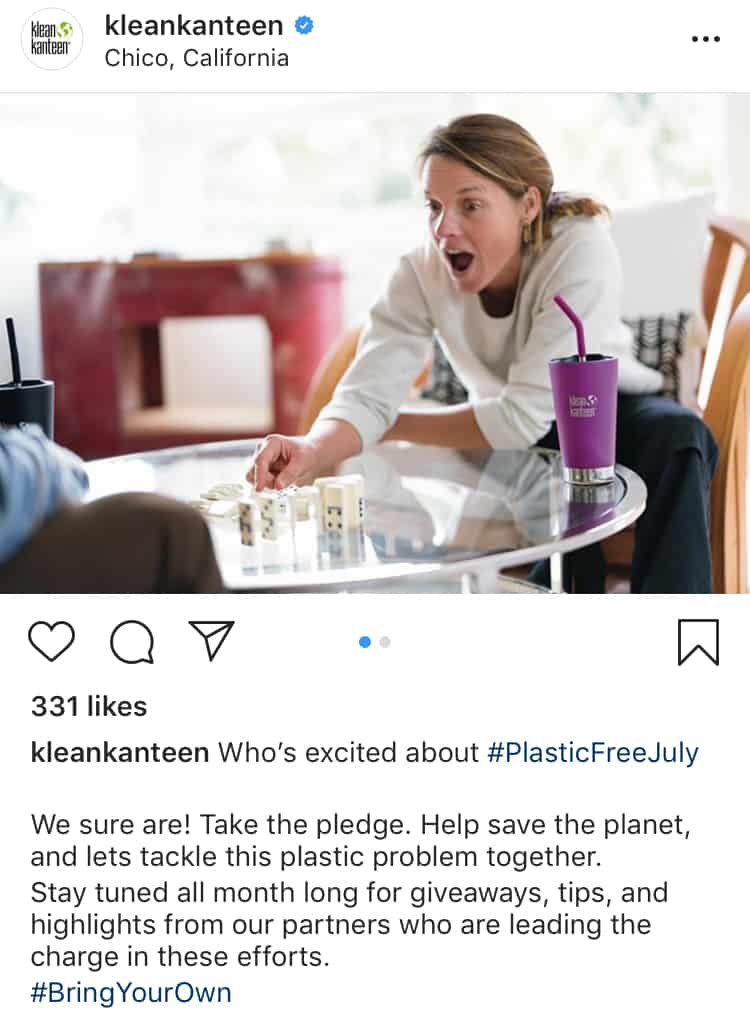 klean
kanteen
kleankanteen
Chico, California
klean
kanteen
331 likes
kleankanteen Who’s excited about #PlasticFreeJuly
We sure are! Take the pledge. Help save the planet,
and lets tackle this plastic problem together.
Stay tuned all month long for giveaways, tips, and
highlights from our partners who are leading the
charge in these efforts.
#BringYourOwn